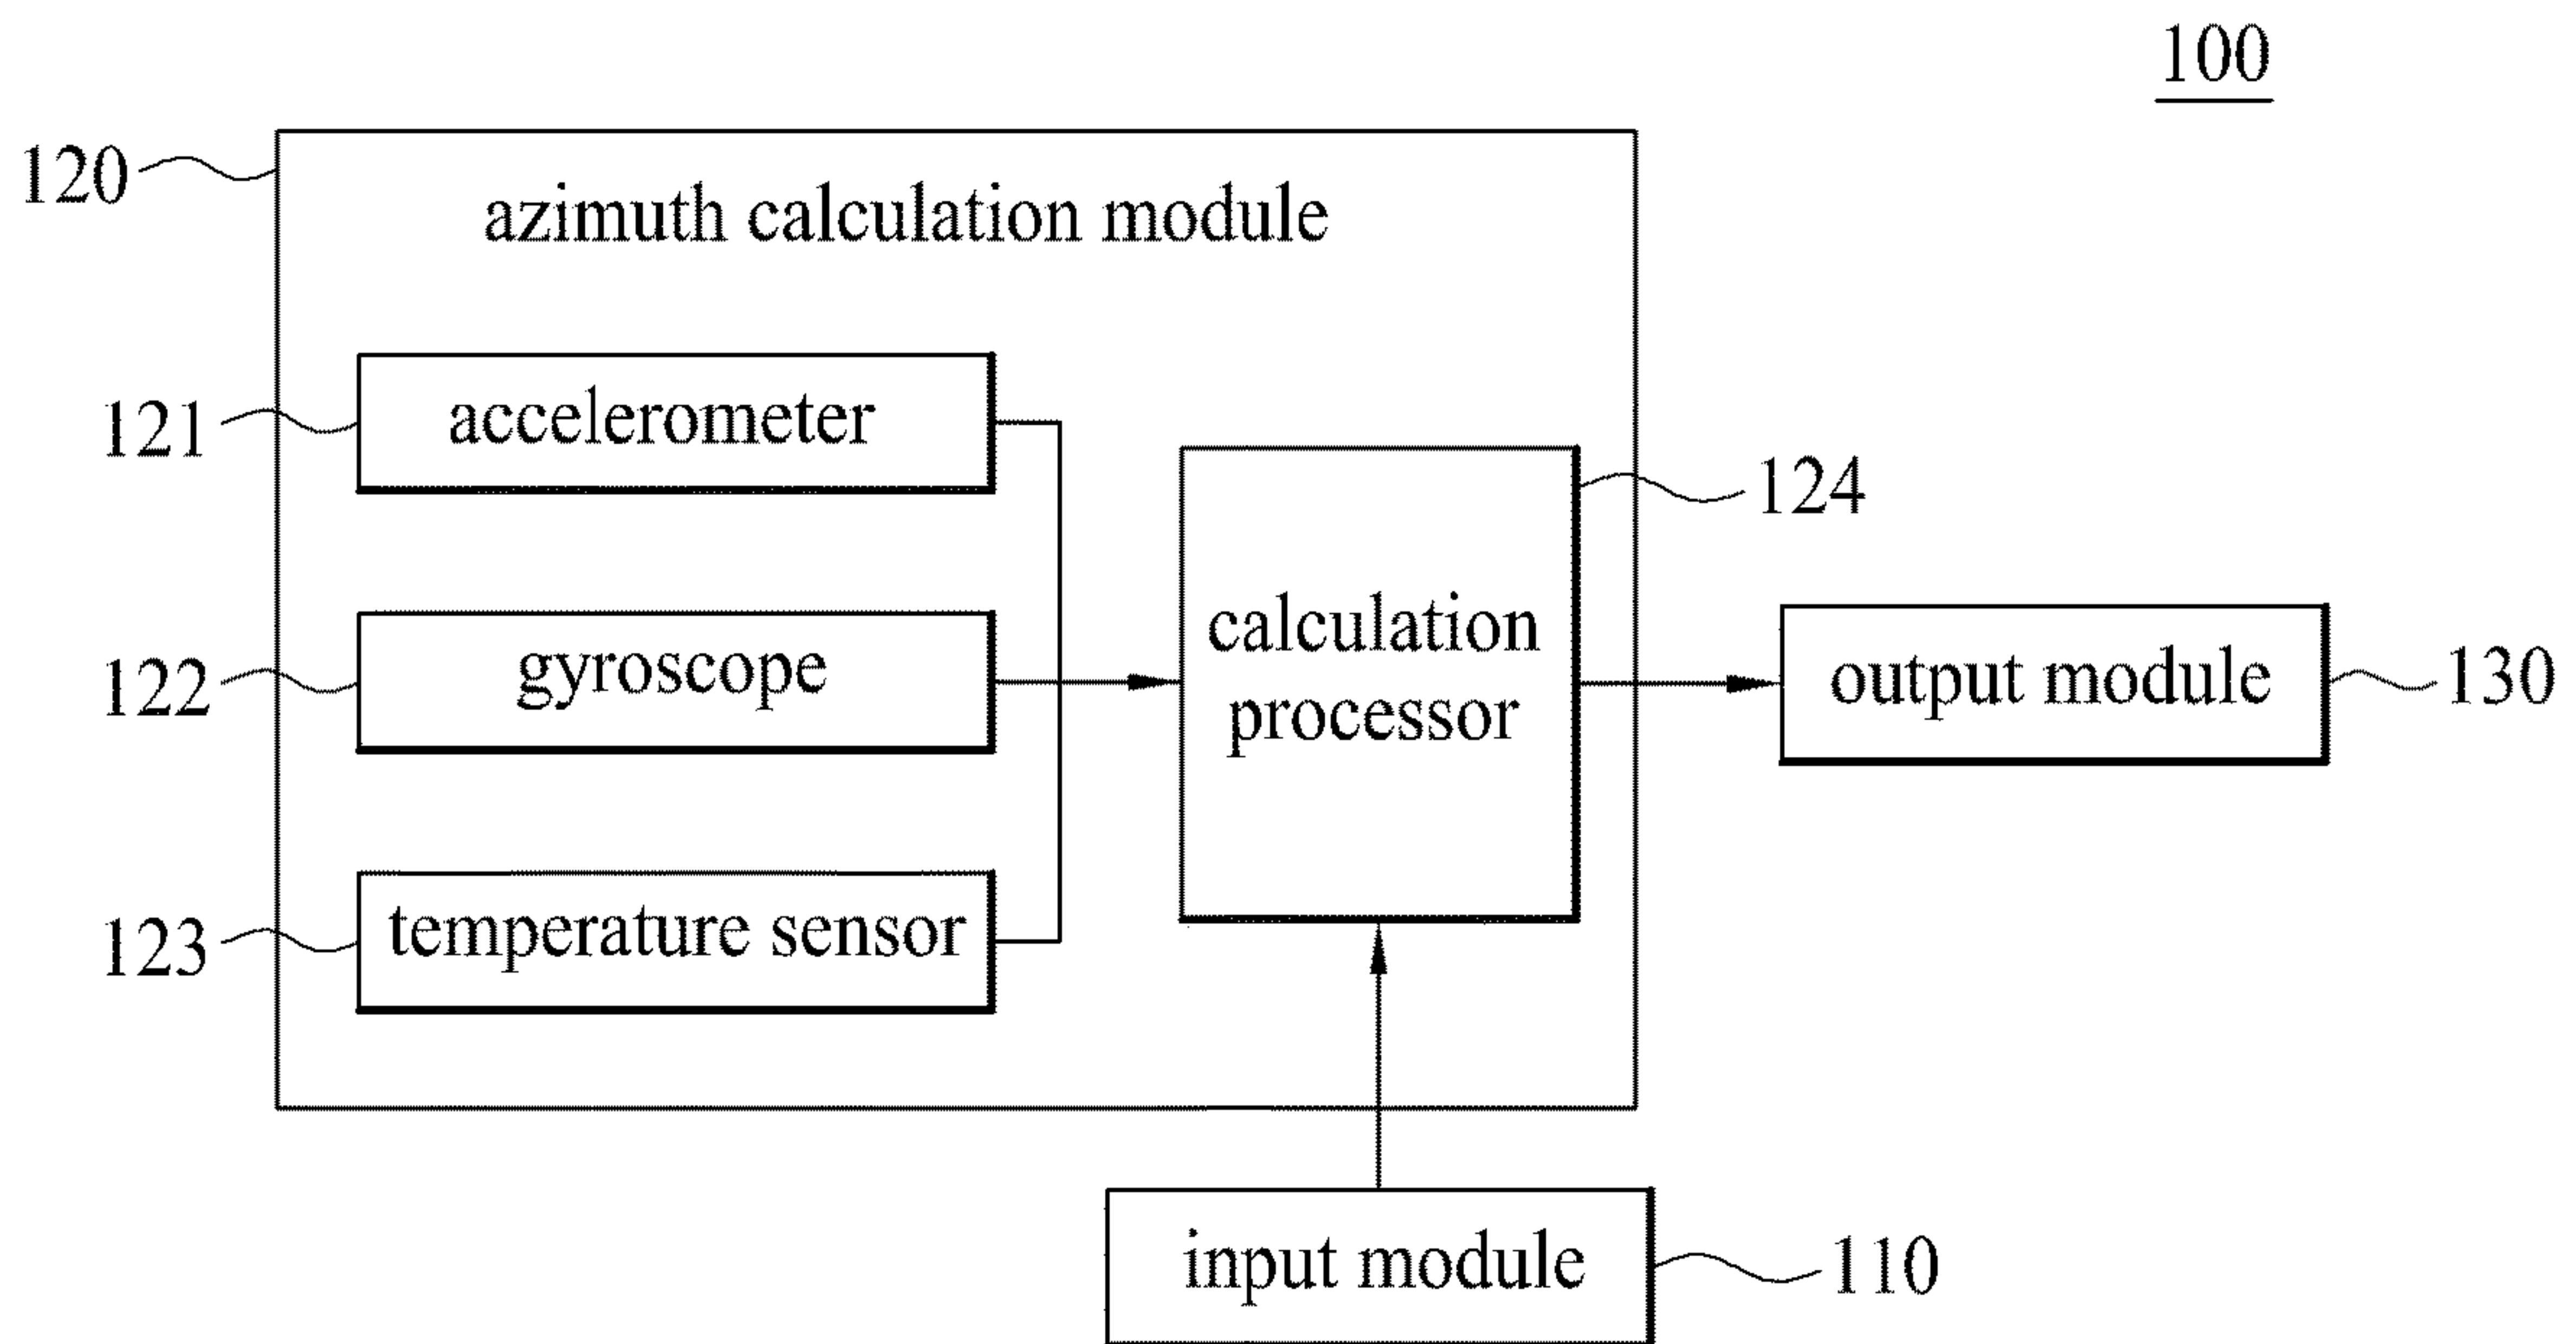 100
120
azimuth calculation module
121
accelerometer
124
calculation
processor
122
gyroscope
output module
130
123
temperature sensor
input module
110